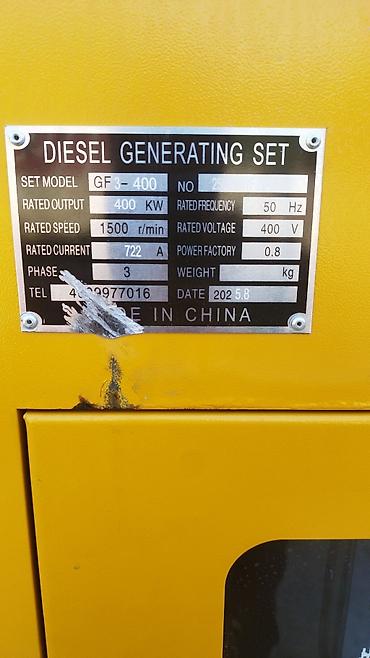 DIESEL GENERATING SET
SET MODEL GF3-400 NO
RATED OUTPUT 400 KW RATED FREQUENCY 50 Hz
RATED SPEED 1500 r/min RATED VOLTAGE 400 V
RATED CURRENT 722 A POWER FACTORY 0.8
PHASE 3 WEIGHT kg
TEL DATE 2025.8
IN CHINA